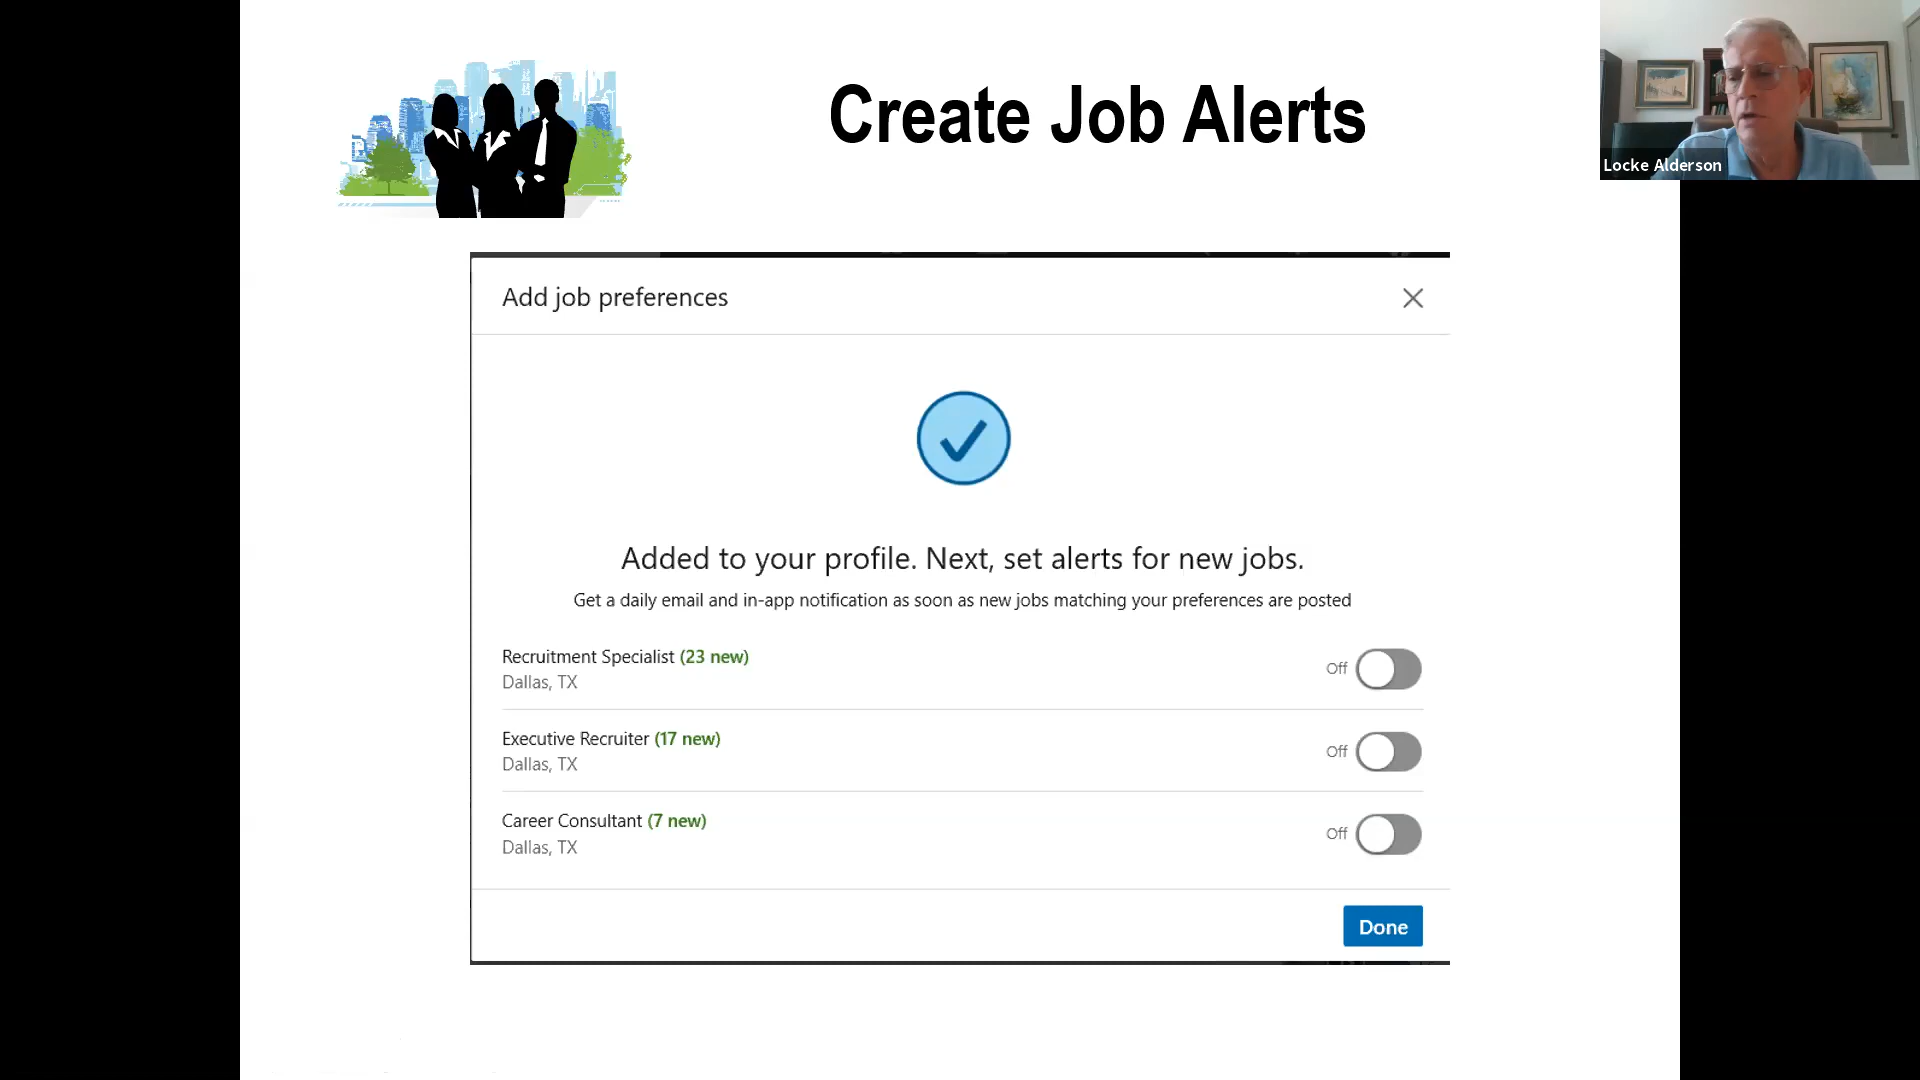 Create Job Alerts
Locke Alderson
Add job preferences
Added to your profile. Next, set alerts for new jobs.
Get a daily email and in-app notification as soon as new jobs matching your preferences are posted
Recruitment Specialist (23 new)
Dallas, TX
Off
Executive Recruiter (17 new)
Dallas, TX
Off
Career Consultant (7 new)
Dallas, TX
Off
Done